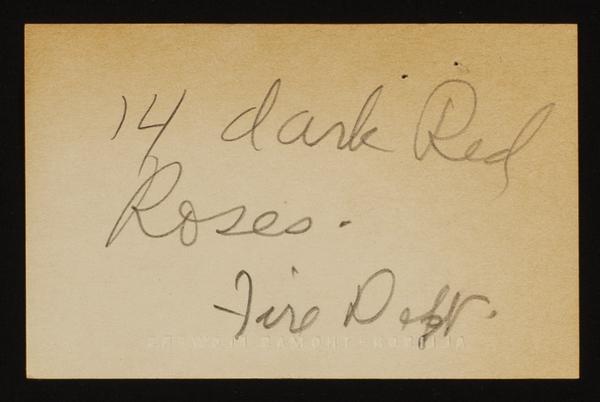 14 dark Red
Roses.
Fire Dept.